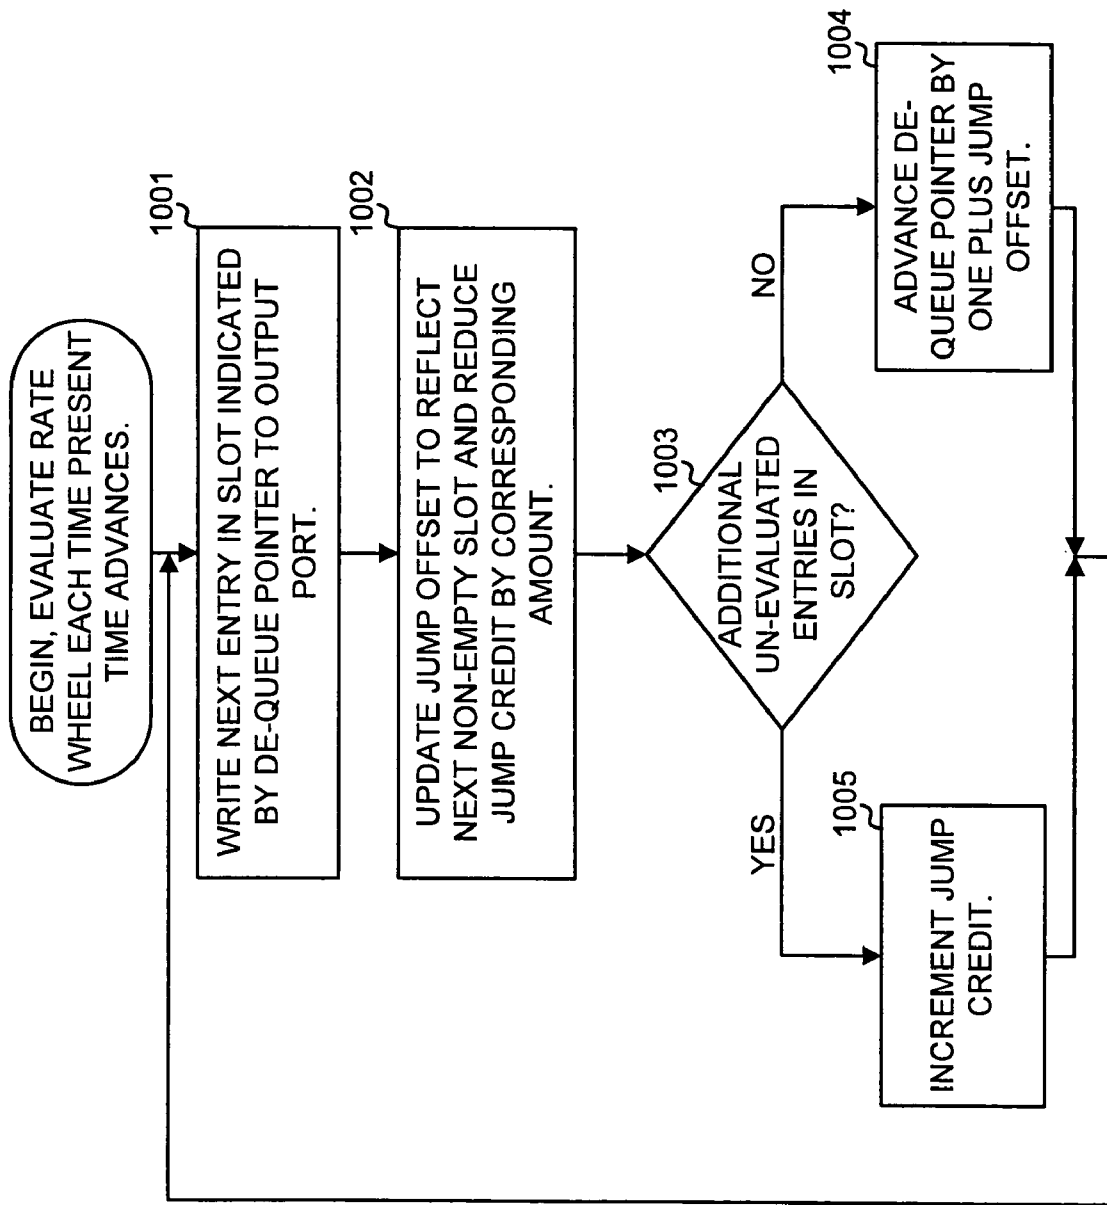 BEGIN, EVALUATE RATE
WHEEL EACH TIME PRESENT
TIME ADVANCES.
1001
WRITE NEXT ENTRY IN SLOT INDICATED
BY DE-QUEUE POINTER TO OUTPUT
PORT.
1002
UPDATE JUMP OFFSET TO REFLECT
NEXT NON-EMPTY SLOT AND REDUCE
JUMP CREDIT BY CORRESPONDING
AMOUNT.
1003
ADDITIONAL
UN-EVALUATED
ENTRIES IN
SLOT?
YES
NO
1005
INCREMENT JUMP
CREDIT.
1004
ADVANCE DE-
QUEUE POINTER BY
ONE PLUS JUMP
OFFSET.